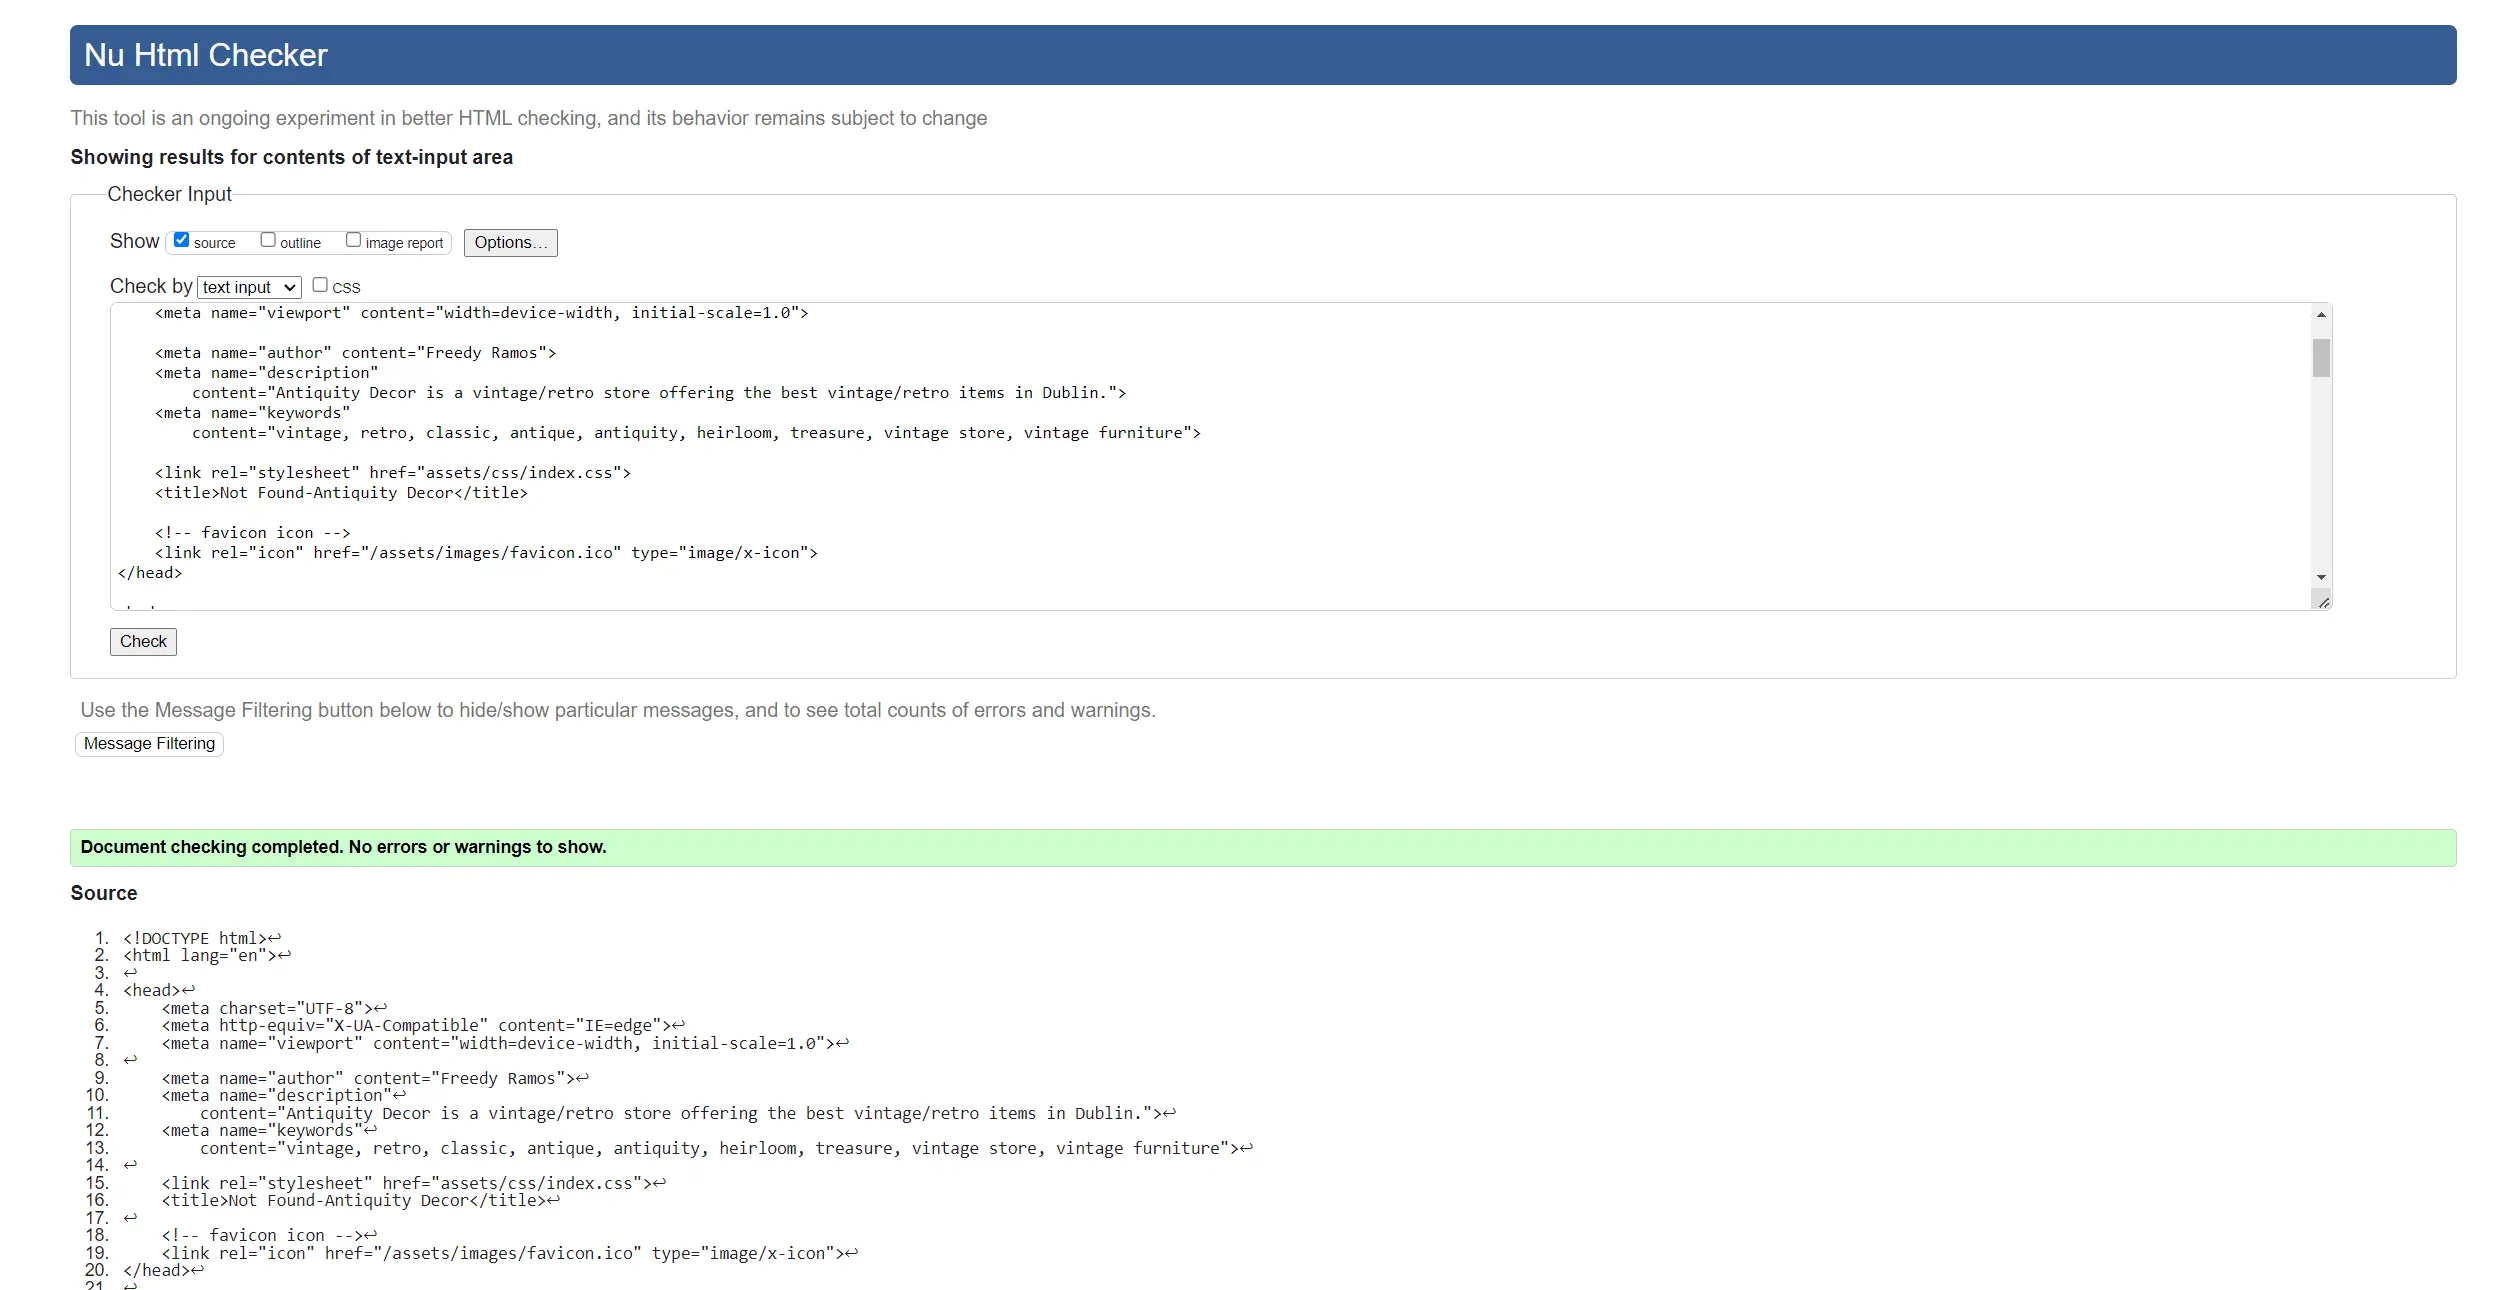 Nu Html Checker
This tool is an ongoing experiment in better HTML checking, and its behavior remains subject to change
Showing results for contents of text-input area
Checker Input
Show source outline image report Options...
Check by text input CSS
<meta name="viewport" content="width=device-width, initial-scale=1.0">
<meta name="author" content="Freedy Ramos">
<meta name="description"
content="Antiquity Decor is a vintage/retro store offering the best vintage/retro items in Dublin.">
<meta name="keywords"
content="vintage, retro, classic, antique, antiquity, heirloom, treasure, vintage store, vintage furniture">
<link rel="stylesheet" href="assets/css/index.css">
<title>Not Found-Antiquity Decor</title>
<!-- favicon icon -->
<link rel="icon" href="/assets/images/favicon.ico" type="image/x-icon">
</head>
Check
Use the Message Filtering button below to hide/show particular messages, and to see total counts of errors and warnings.
Message Filtering
Document checking completed. No errors or warnings to show.
Source
1. <!DOCTYPE html>↩
2. <html lang="en">↩
3. ↩
4. <head>↩
5. <meta charset="UTF-8">↩
6. <meta http-equiv="X-UA-Compatible" content="IE=edge">↩
7. <meta name="viewport" content="width=device-width, initial-scale=1.0">↩
8. ↩
9. <meta name="author" content="Freedy Ramos">↩
10. <meta name="description"↩
11. content="Antiquity Decor is a vintage/retro store offering the best vintage/retro items in Dublin.">↩
12. <meta name="keywords"↩
13. content="vintage, retro, classic, antique, antiquity, heirloom, treasure, vintage store, vintage furniture">↩
14. ↩
15. <link rel="stylesheet" href="assets/css/index.css">↩
16. <title>Not Found-Antiquity Decor</title>↩
17. ↩
18. <!-- favicon icon -->↩
19. <link rel="icon" href="/assets/images/favicon.ico" type="image/x-icon">↩
20. </head>↩
21. ↩